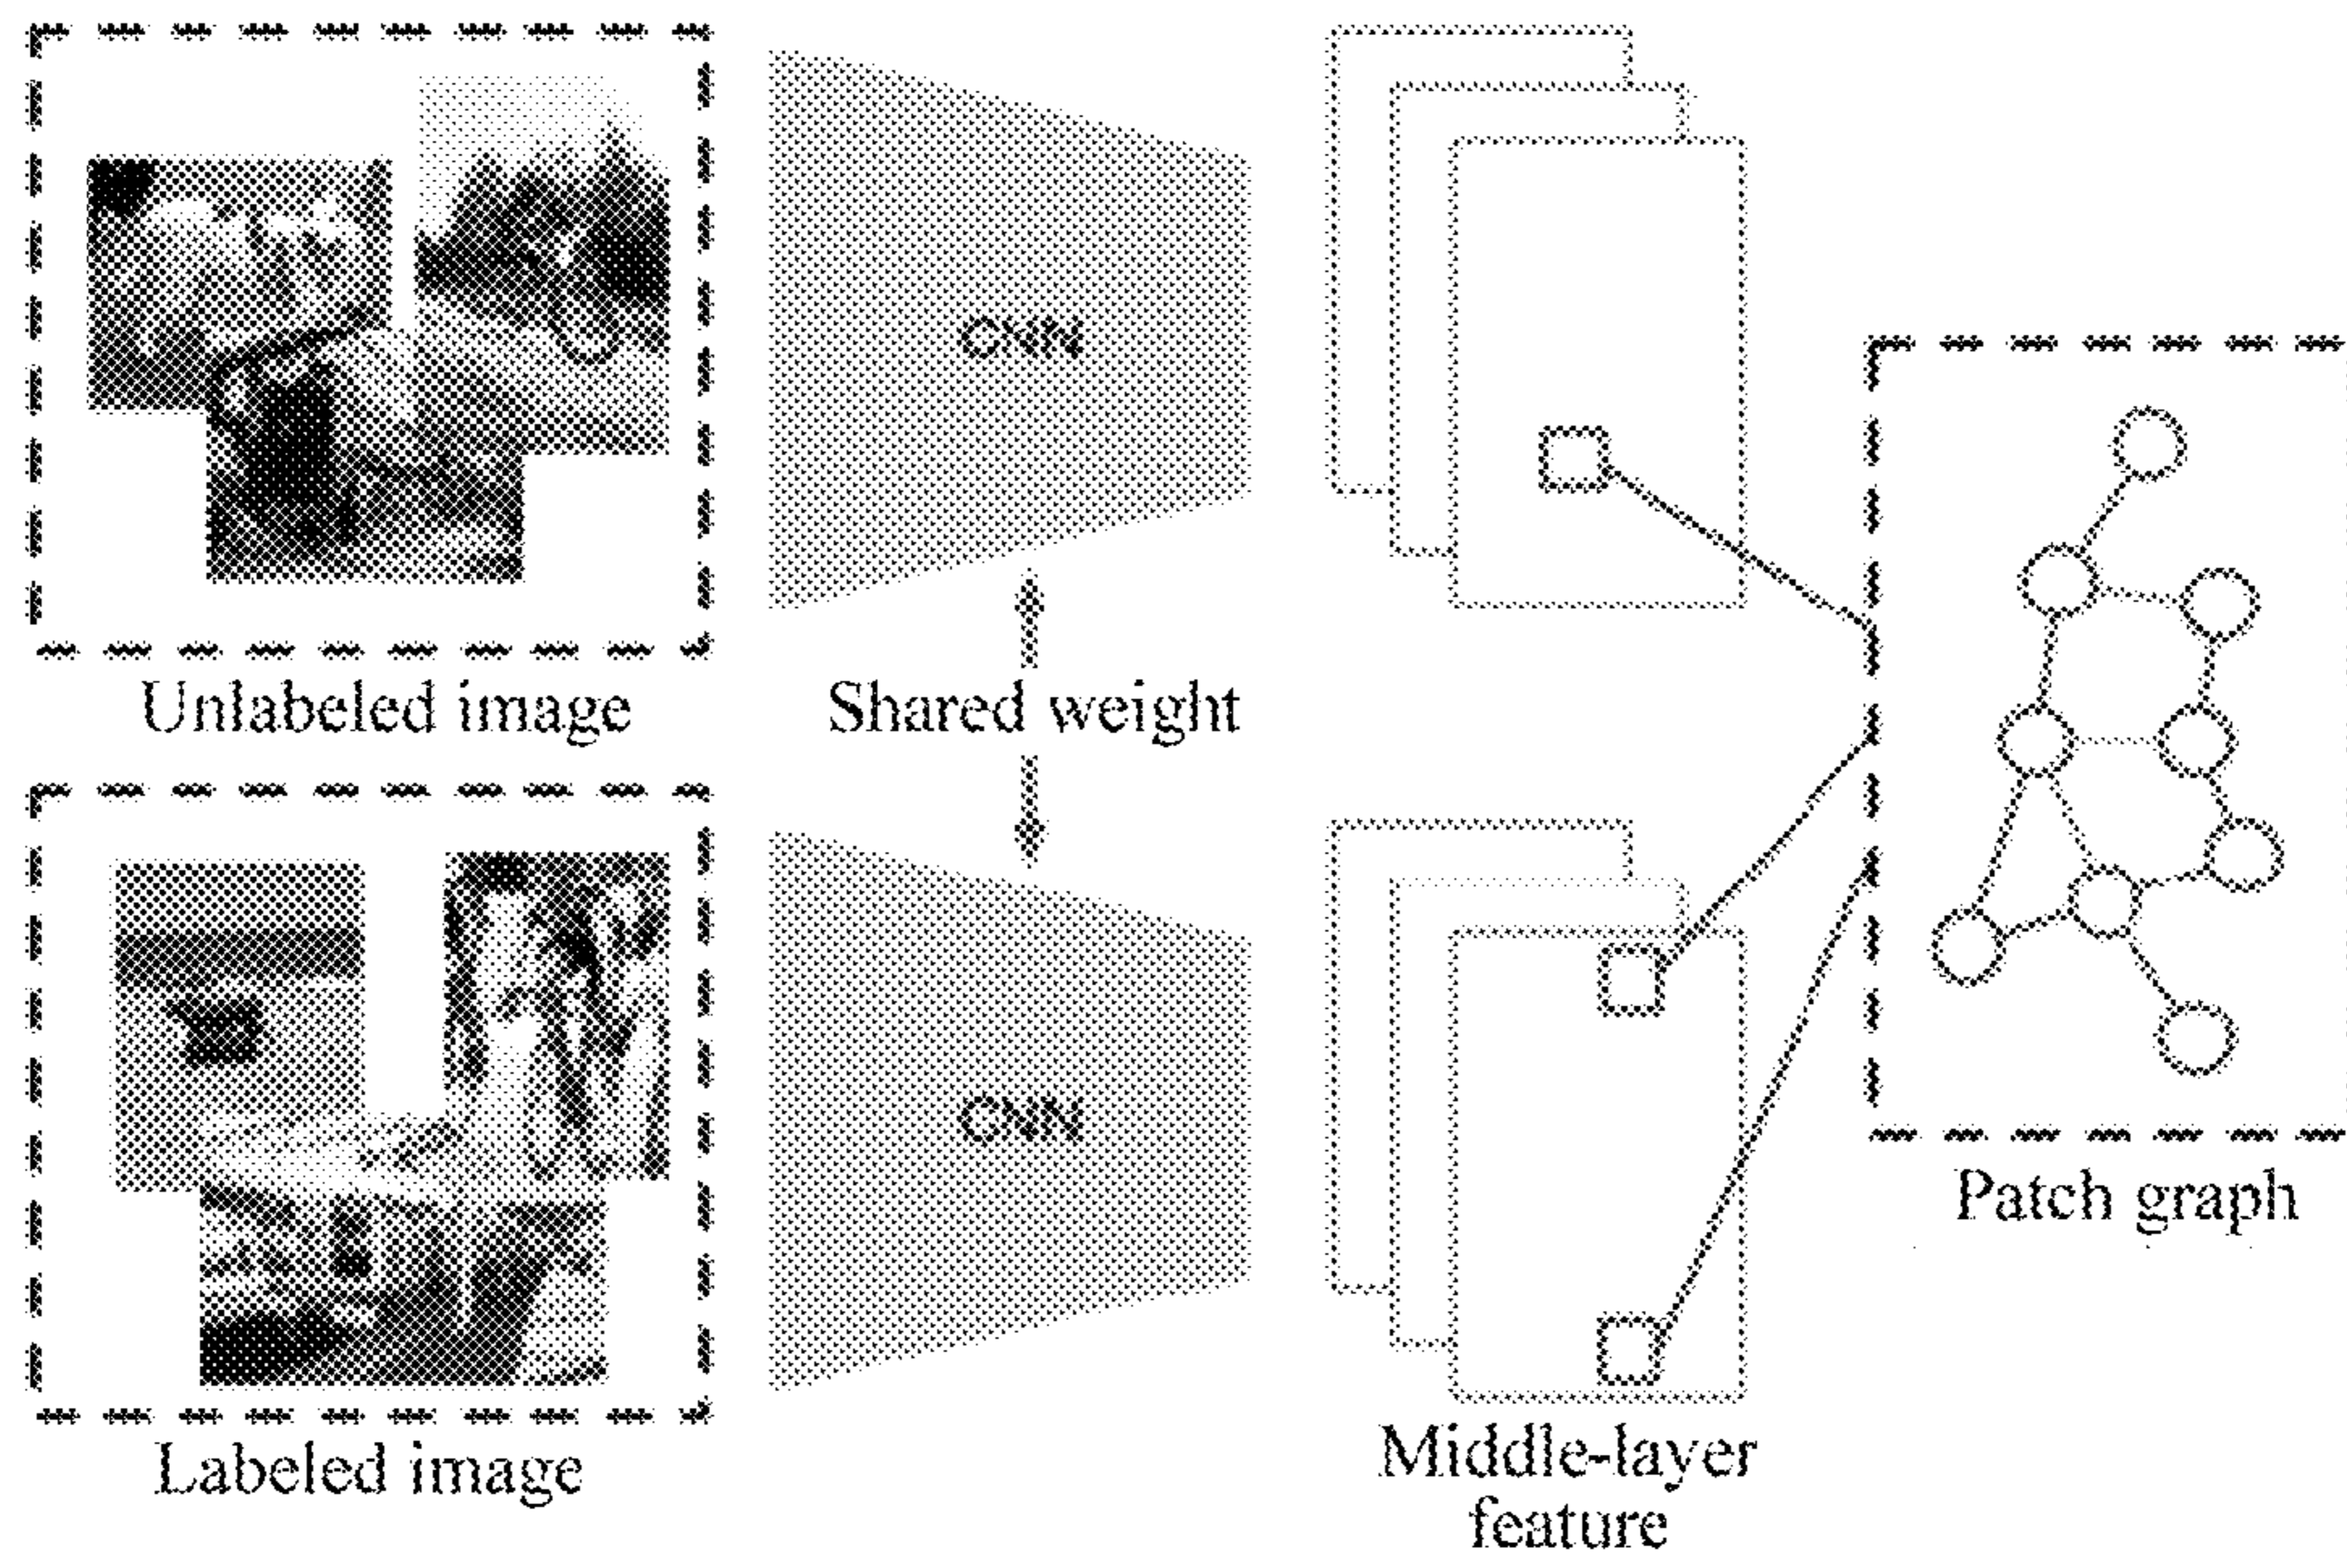 CNN
Unlabeled image
Shared weight
CNN
Patch graph
Labeled image
Middle-layer
feature